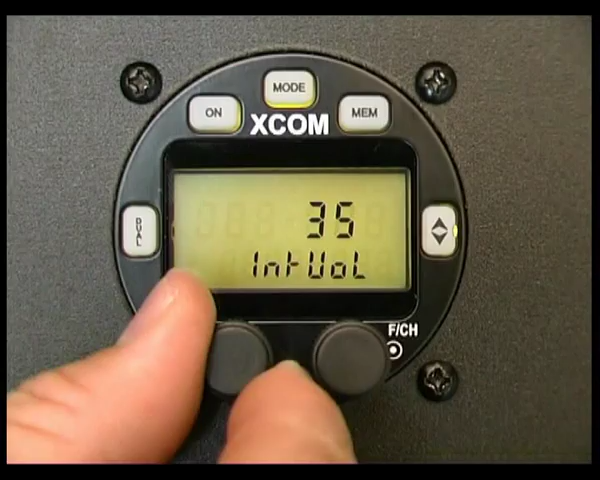 MODE
ON
MEM
XCOM
DUAL
35
IntVoL
F/CH